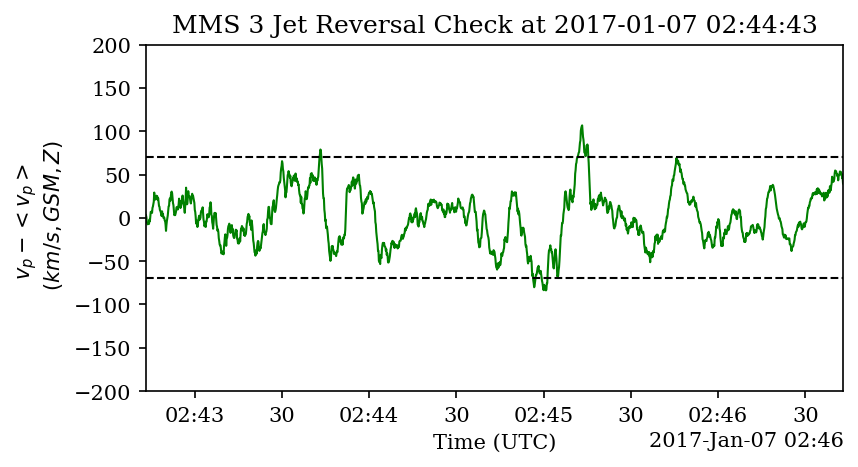 MMS 3 Jet Reversal Check at 2017-01-07 02:44:43
200
150
100
50
0
−50
−100
−150
−200
v_p − < v_p >
(km/s, GSM, Z)
02:43 30 02:44 30 02:45 30 02:46 30
Time (UTC) 2017-Jan-07 02:46